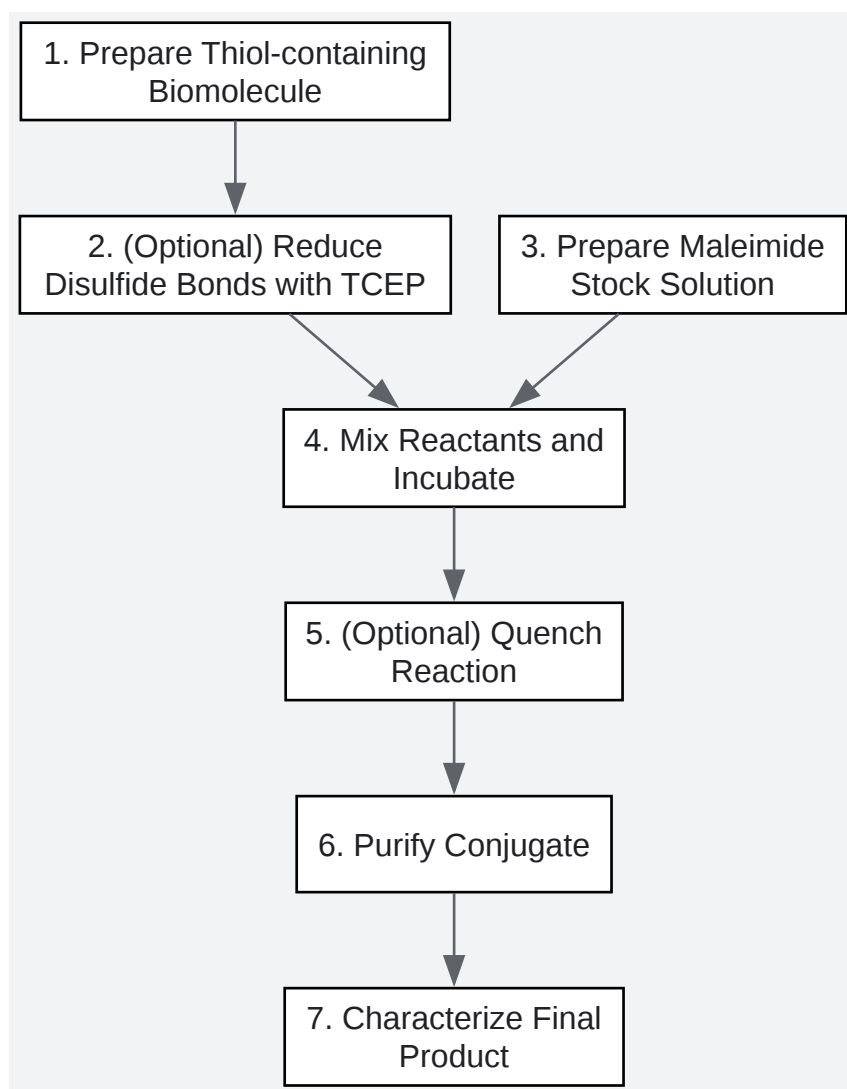 1. Prepare Thiol-containing
Biomolecule
2. (Optional) Reduce
Disulfide Bonds with TCEP
3. Prepare Maleimide
Stock Solution
4. Mix Reactants and
Incubate
5. (Optional) Quench
Reaction
6. Purify Conjugate
7. Characterize Final
Product